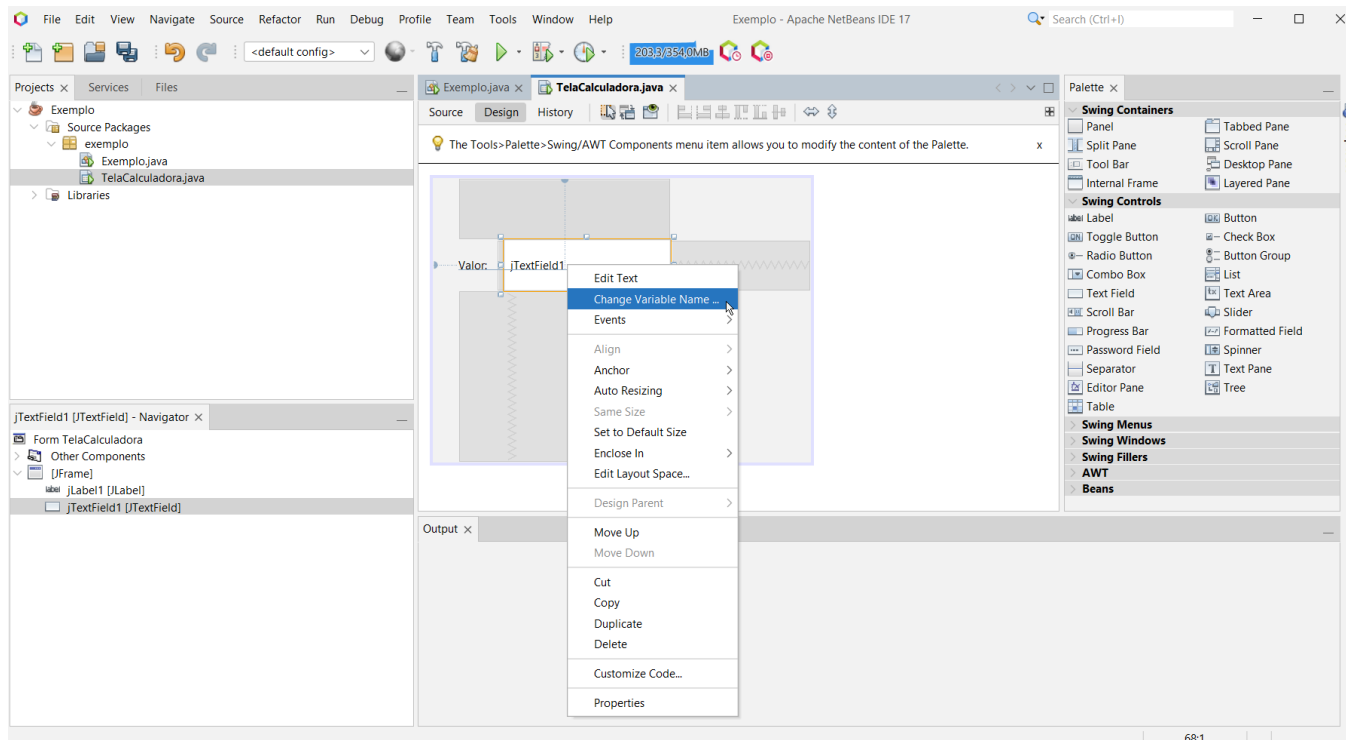 File Edit View Navigate Source Refactor Run Debug Profile Team Tools Window Help
Exemplo - Apache NetBeans IDE 17
Search (Ctrl+I)
<default config>
203,3/354,0MB
Projects
Services
Files
Exemplo
Source Packages
exemplo
Exemplo.java
TelaCalculadora.java
Libraries
jTextField1 [JTextField] - Navigator
Form TelaCalculadora
Other Components
[JFrame]
label jLabel1 [JLabel]
jTextField1 [JTextField]
Exemplo.java
TelaCalculadora.java
Source Design History
The Tools>Palette>Swing/AWT Components menu item allows you to modify the content of the Palette. x
Valor: jTextField1
Edit Text
Change Variable Name ...
Events
Align
Anchor
Auto Resizing
Same Size
Set to Default Size
Enclose In
Edit Layout Space...
Design Parent
Move Up
Move Down
Cut
Copy
Duplicate
Delete
Customize Code...
Properties
Output
Palette
Swing Containers
Panel Tabbed Pane
Split Pane Scroll Pane
Tool Bar Desktop Pane
Internal Frame Layered Pane
Swing Controls
label Label OK Button
ON Toggle Button Check Box
Radio Button Button Group
Combo Box List
Text Field Text Area
Scroll Bar Slider
Progress Bar Formatted Field
Password Field Spinner
Separator T Text Pane
Editor Pane Tree
Table
Swing Menus
Swing Windows
Swing Fillers
AWT
Beans
68:1